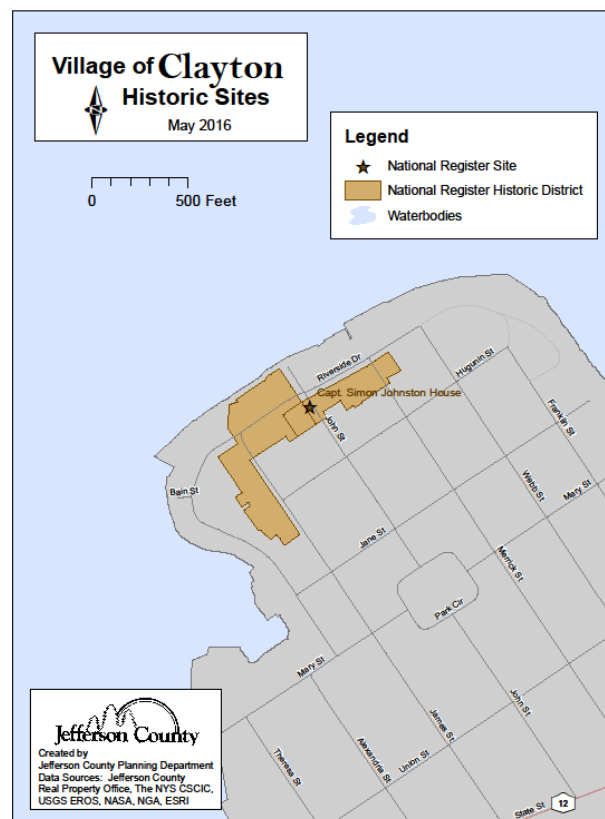 Village of Clayton
Historic Sites
N
May 2016
0 500 Feet
Legend
National Register Site
National Register Historic District
Waterbodies
Riverside Dr
Hugunin St
Capt. Simon Johnston House
John St
Franklin St
Bain St
Webb St
Mary St
Jane St
Merrick St
Park Cir
Mary St
James St
John St
Theresa St
Alexandria St
Union St
State St
12
Jefferson County
Created by
Jefferson County Planning Department
Data Sources: Jefferson County
Real Property Office, The NYS CSCIC,
USGS EROS, NASA, NGA, ESRI